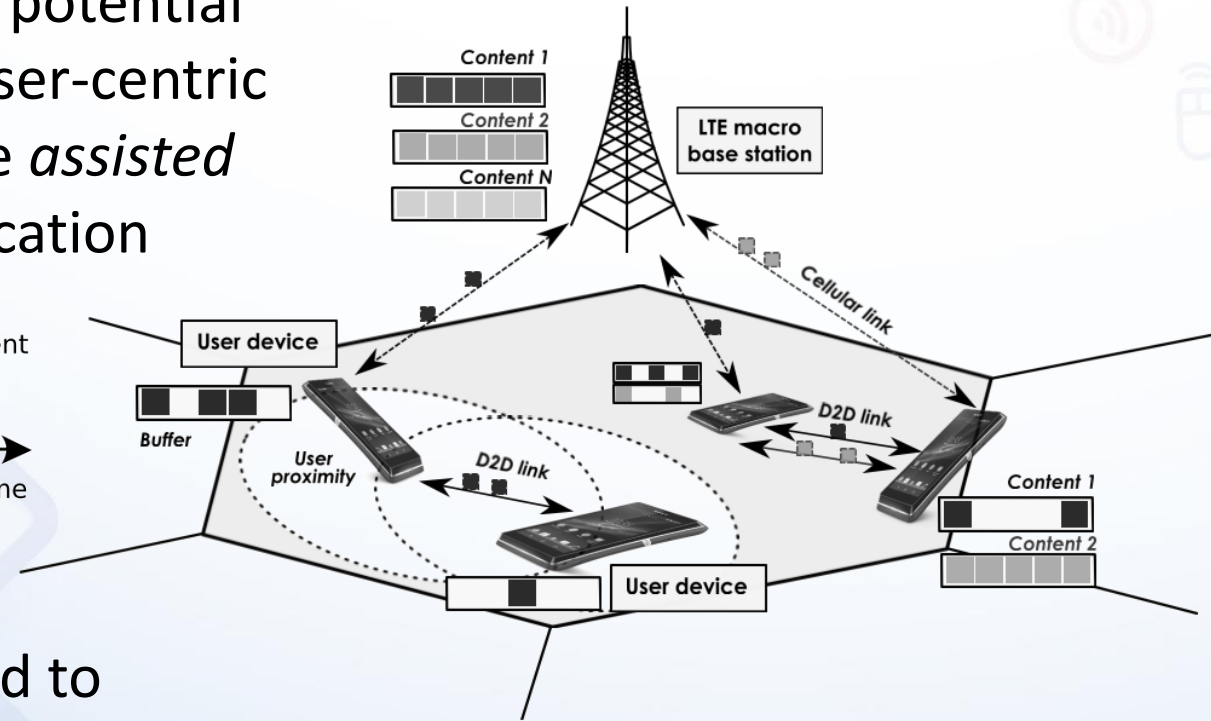 potential
ser-centric
e assisted
cation
ent
ne
d to
Content 1
Content 2
Content N
LTE macro
base station
Cellular link
User device
Buffer
User
proximity
D2D link
D2D link
Content 1
Content 2
User device